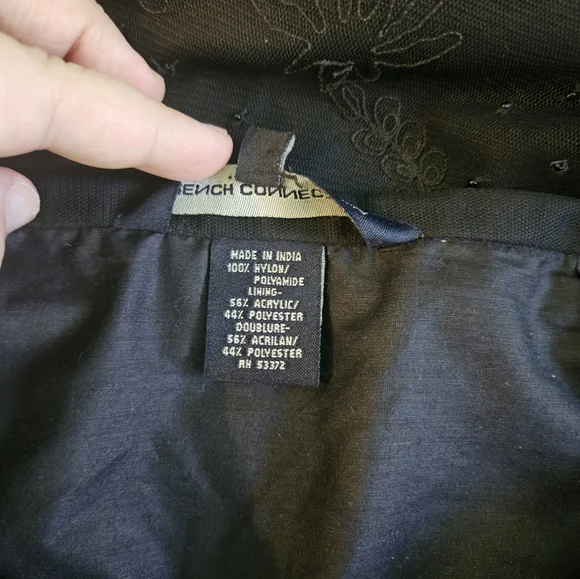 ENCH CONNEC
MADE IN INDIA
100% NYLON/
POLYAMIDE
LINING-
56% ACRYLIC/
44% POLYESTER
DOUBLURE-
56% ACRILAN/
44% POLYESTER
RN 53372